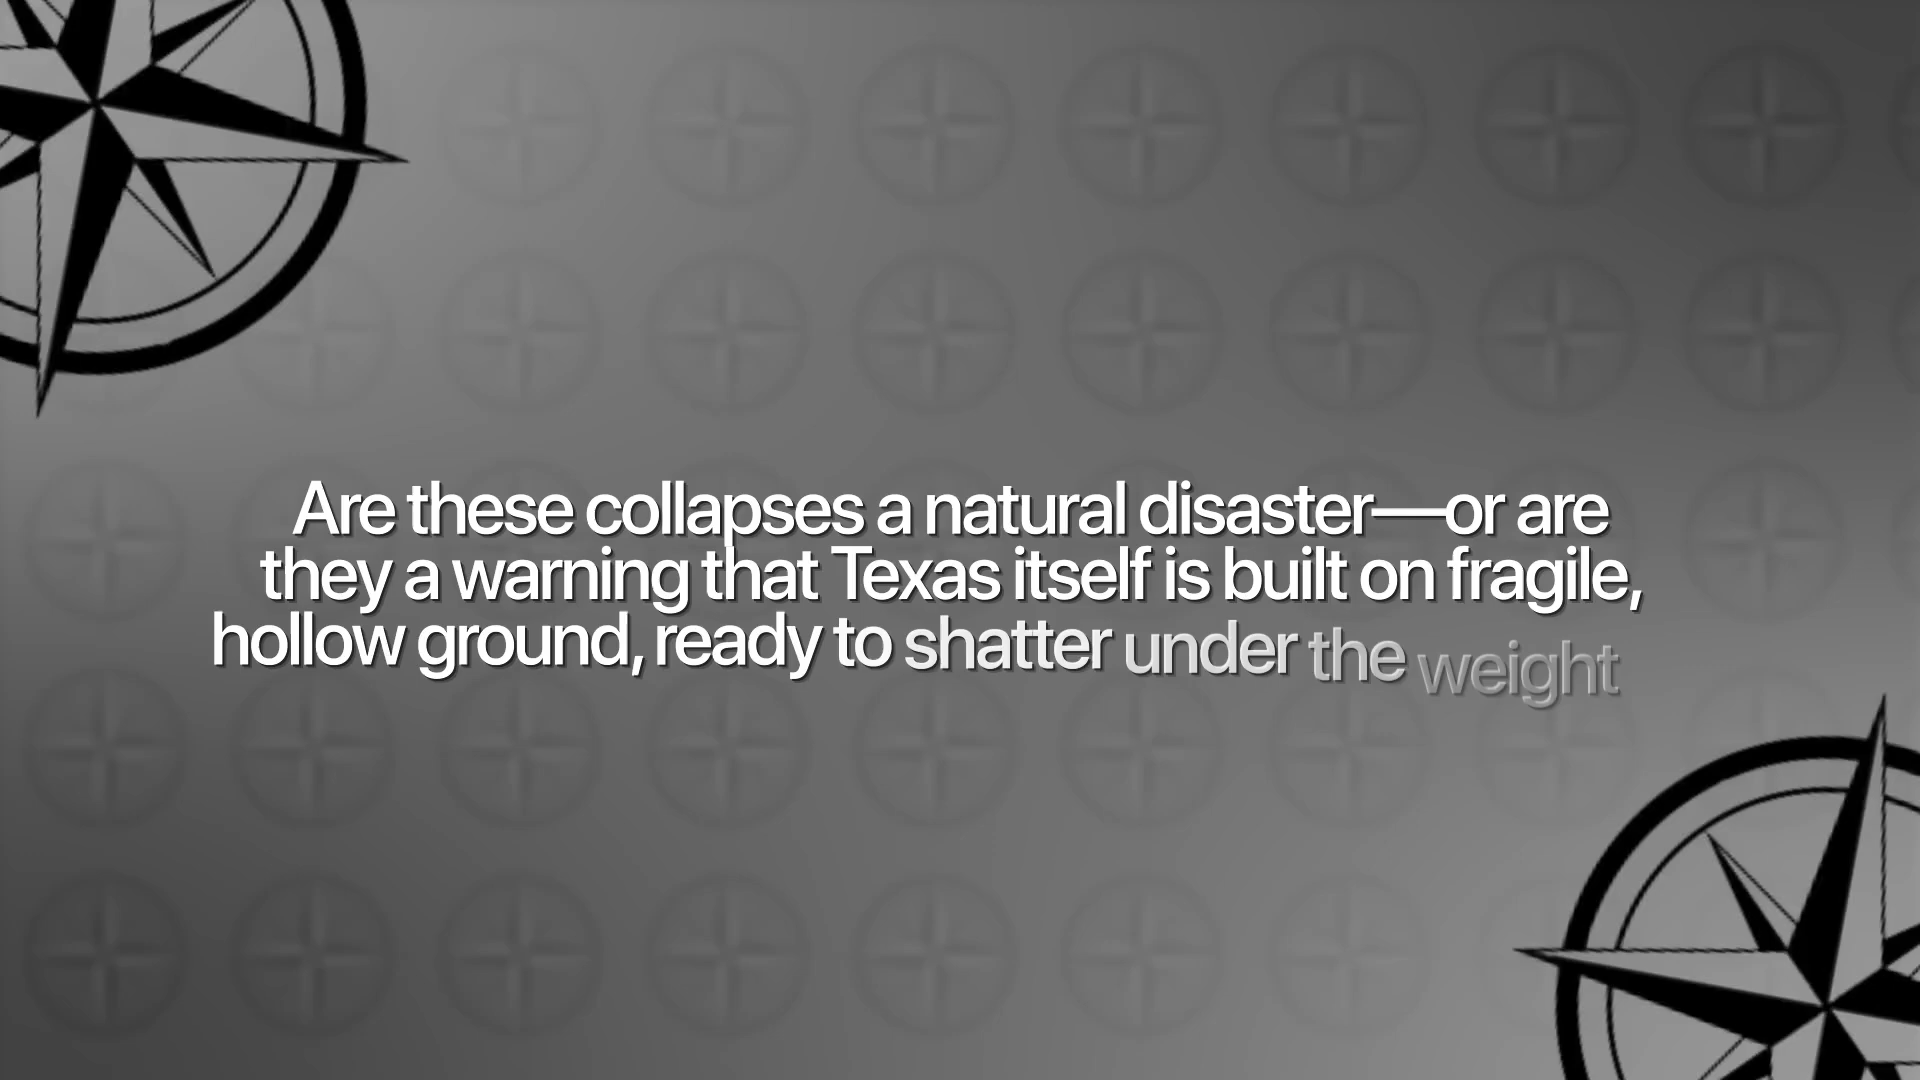 Are these collapses a natural disaster—or are
they a warning that Texas itself is built on fragile,
hollow ground, ready to shatter under the weight